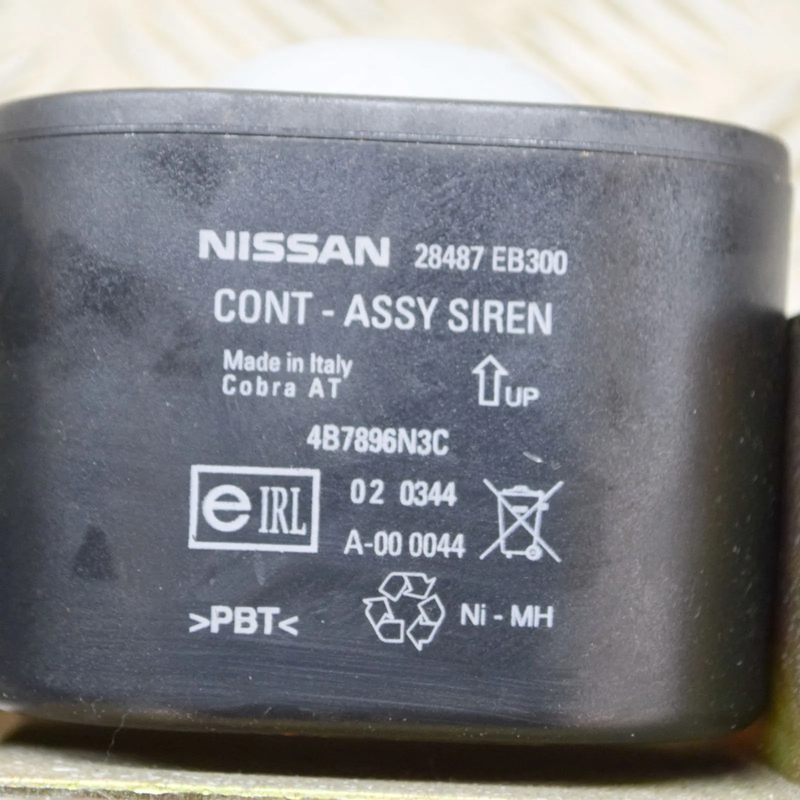 NISSAN 28487 EB300
CONT - ASSY SIREN
Made in Italy
Cobra AT
UP
4B7896N3C
e IRL
02 0344
A-00 0044
>PBT<
Ni - MH